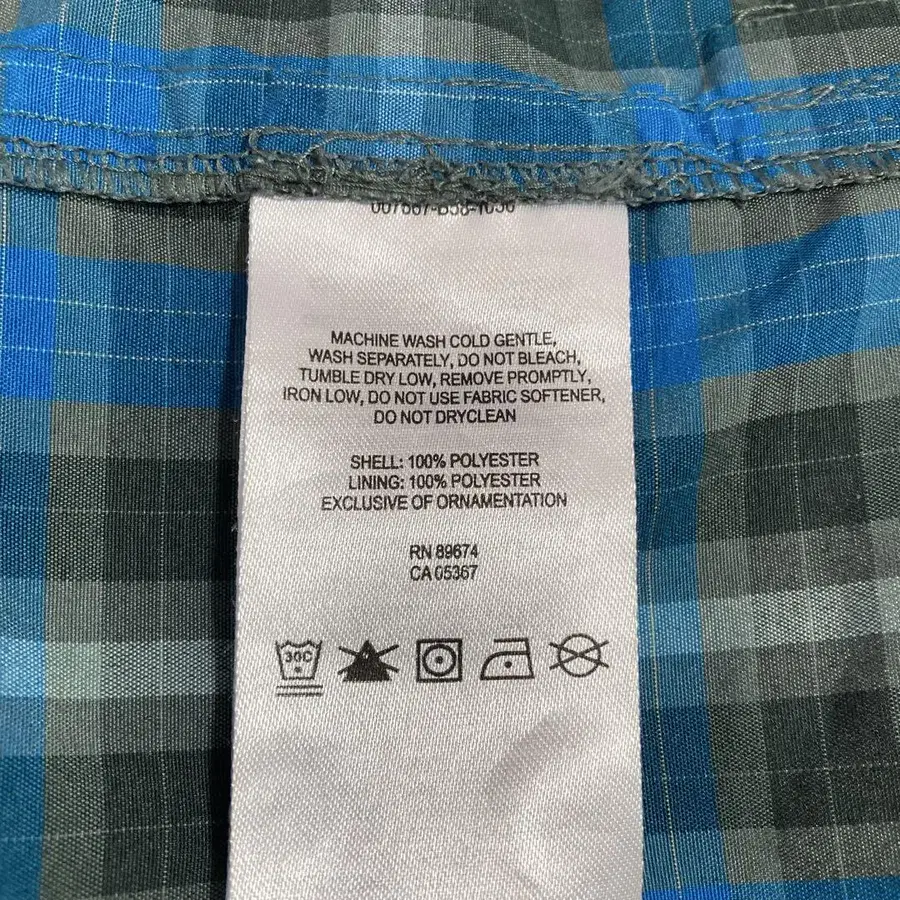 MACHINE WASH COLD GENTLE,
WASH SEPARATELY, DO NOT BLEACH,
TUMBLE DRY LOW, REMOVE PROMPTLY,
IRON LOW, DO NOT USE FABRIC SOFTENER,
DO NOT DRYCLEAN
SHELL: 100% POLYESTER
LINING: 100% POLYESTER
EXCLUSIVE OF ORNAMENTATION
RN 89674
CA 05367
30C